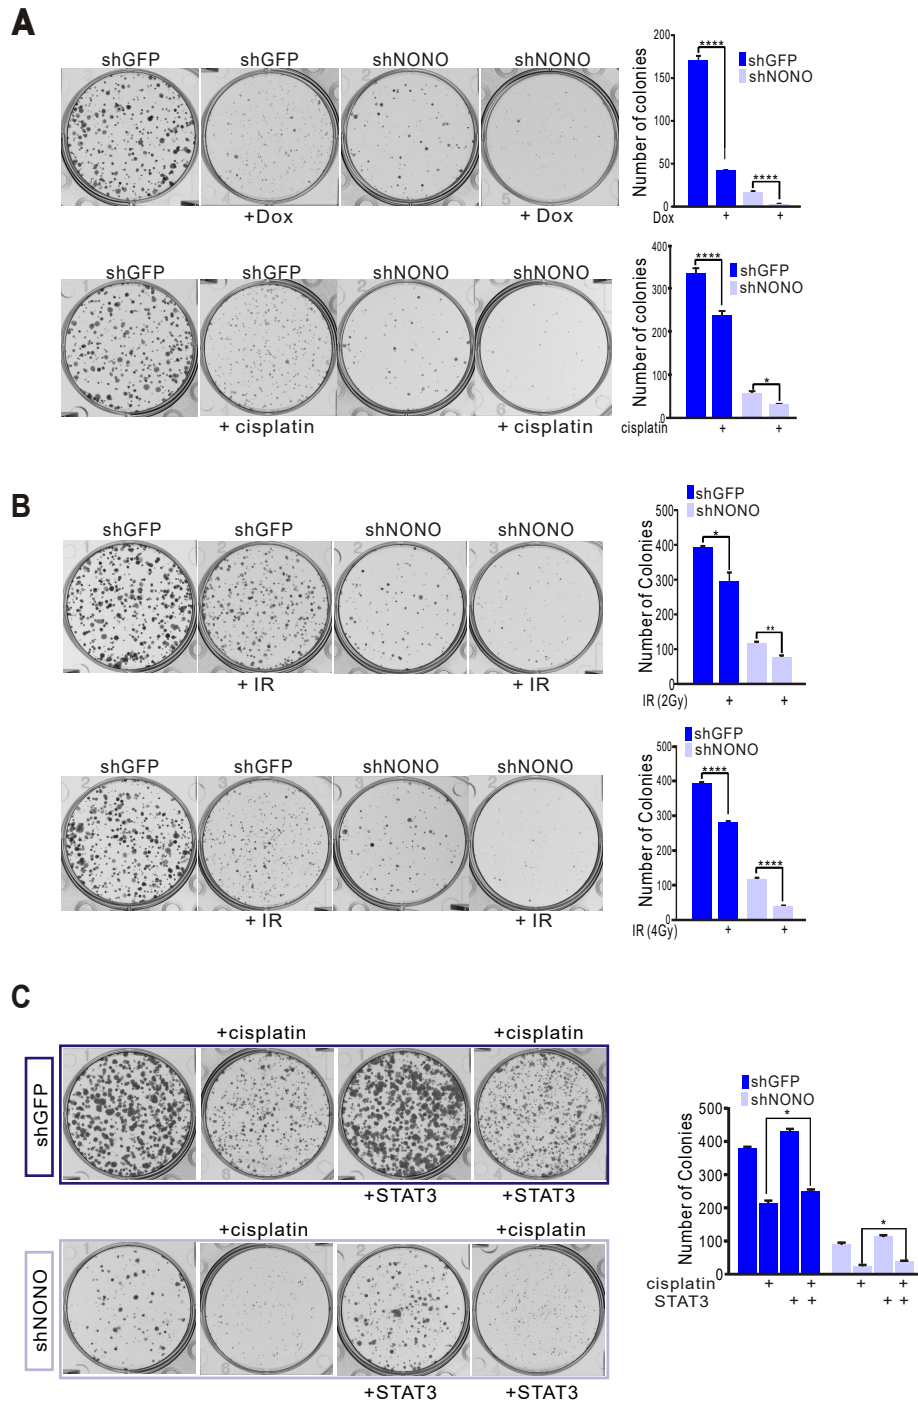 A
shGFP shGFP shNONO shNONO
+Dox + Dox
Number of colonies
200
150
100
50
0
****
****
shGFP
shNONO
Dox + +
shGFP shGFP shNONO shNONO
+ cisplatin + cisplatin
Number of colonies
400
300
200
100
0
****
*
shGFP
shNONO
cisplatin + +
B
shGFP shGFP shNONO shNONO
+ IR + IR
shGFP
shNONO
Number of Colonies
500
400
300
200
100
0
*
**
IR (2Gy) + +
shGFP shGFP shNONO shNONO
+ IR + IR
shGFP
shNONO
Number of Colonies
500
400
300
200
100
0
****
****
IR (4Gy) + +
C
+cisplatin +cisplatin
shGFP
+STAT3 +STAT3
+cisplatin +cisplatin
shNONO
+STAT3 +STAT3
shGFP
shNONO
Number of Colonies
500
400
300
200
100
0
*
*
cisplatin + + + +
STAT3 + + + +